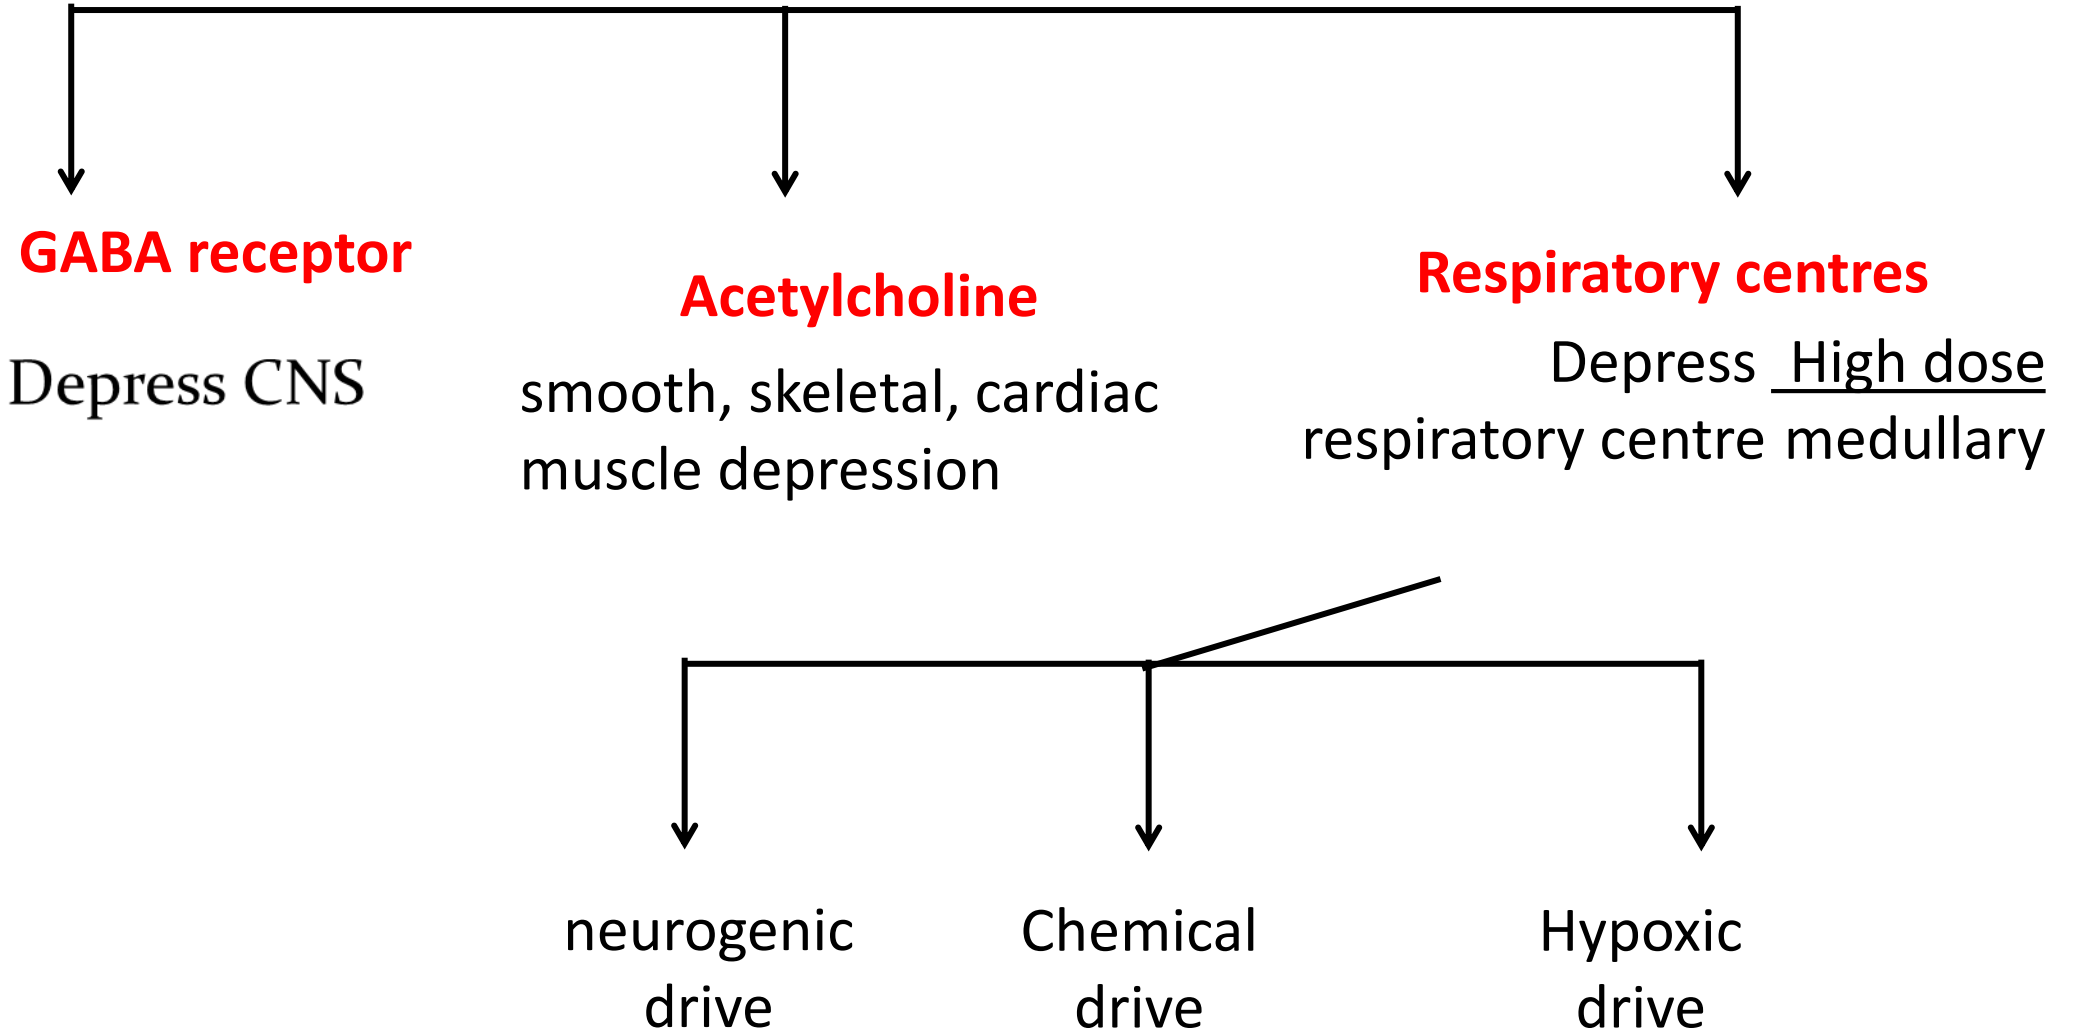 GABA receptor
Depress CNS
Acetylcholine
smooth, skeletal, cardiac
muscle depression
Respiratory centres
Depress High dose
respiratory centre medullary
neurogenic
drive
Chemical
drive
Hypoxic
drive